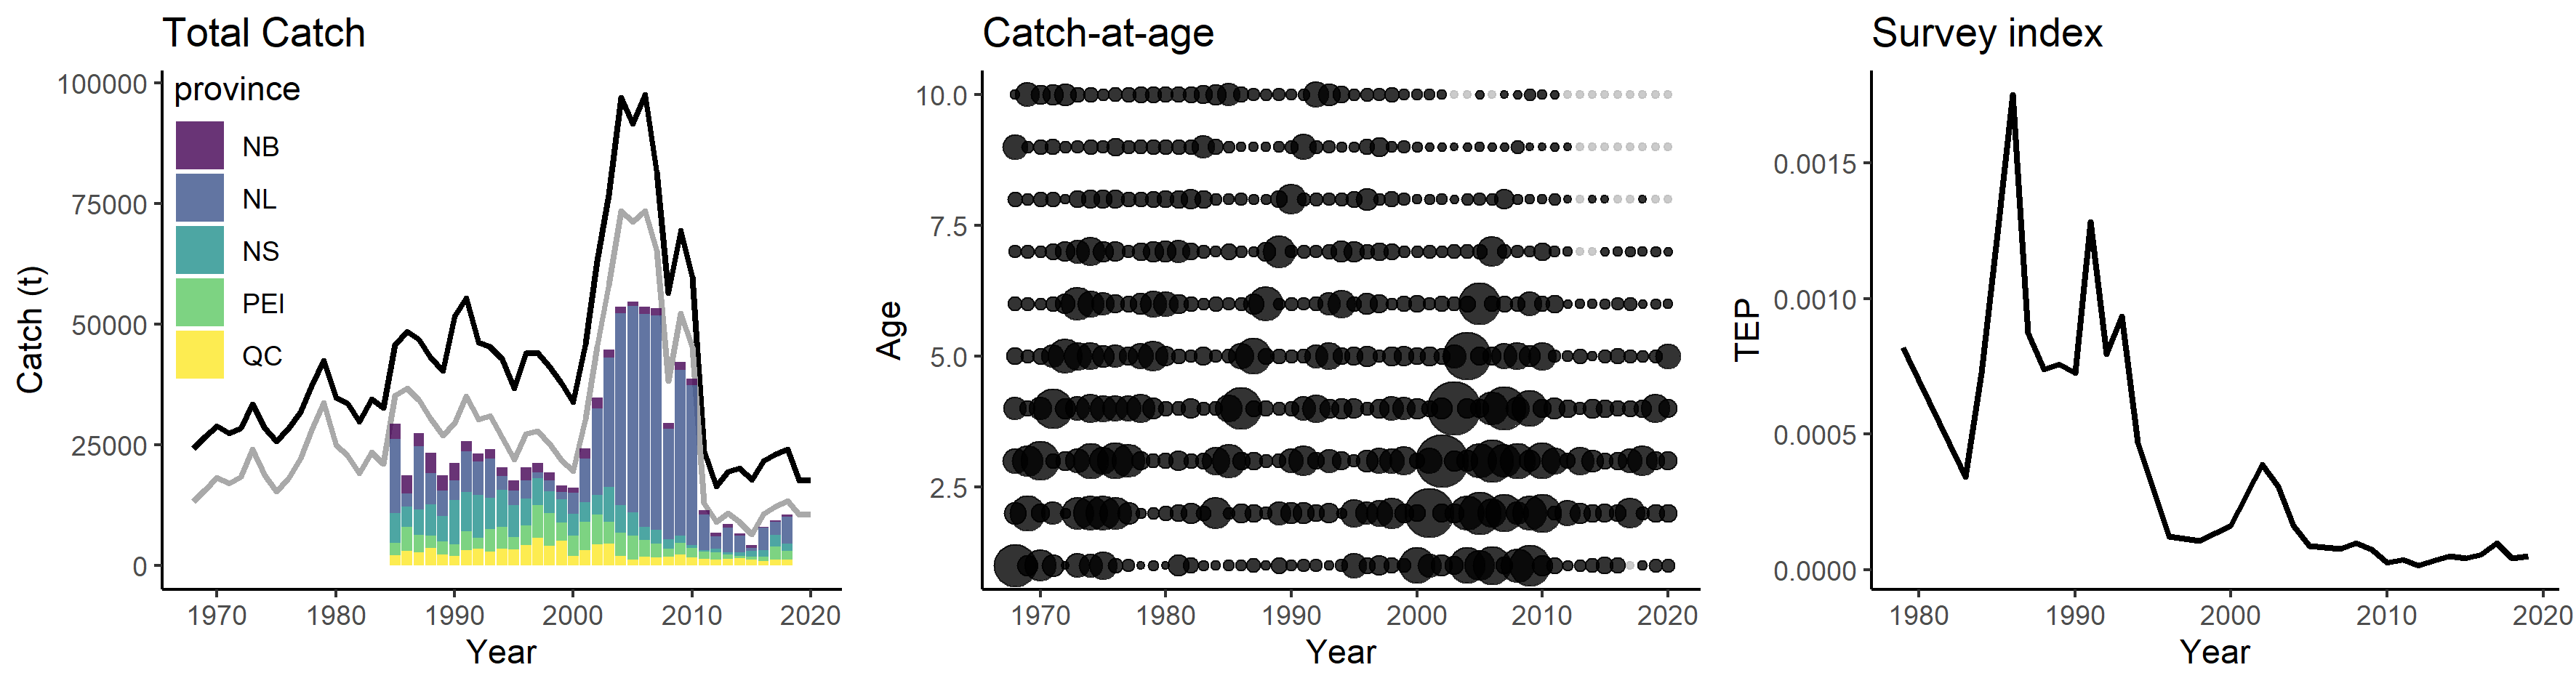 Total Catch
Catch (t)
100000
75000
50000
25000
0
province
NB
NL
NS
PEI
QC
1970 1980 1990 2000 2010 2020
Year
Catch-at-age
Age
10.0
7.5
5.0
2.5
1970 1980 1990 2000 2010 2020
Year
Survey index
TEP
0.0015
0.0010
0.0005
0.0000
1980 1990 2000 2010 2020
Year